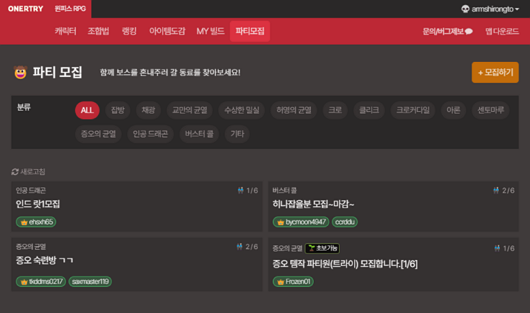 ONERTRY 원피스 RPG armshirongto
캐릭터 조합법 랭킹 아이템도감 MY 빌드 파티모집 문의/버그제보 앱 다운로드
파티 모집 함께 보스를 혼내주러 갈 동료를 찾아보세요! + 모집하기
분류 ALL 잡방 채광 교만의 균열 수상한 밀실 허영의 균열 크로 클리크 크로커다일 아론 센토마루
증오의 균열 인공 드래곤 버스터 콜 기타
새로고침
인공 드래곤 1/6 버스터 콜 2/6
인드 랏1모집 히나잡을분 모집~마감~
ehsxh65 bycmoon4947 ccrddu
증오의 균열 2/6 증오의 균열 초보 가능 1/6
증오 숙련방 ㄱㄱ 증오 템작 파티원(트라이) 모집합니다.[1/6]
tkddms0217 saxmaster119 Frozen01